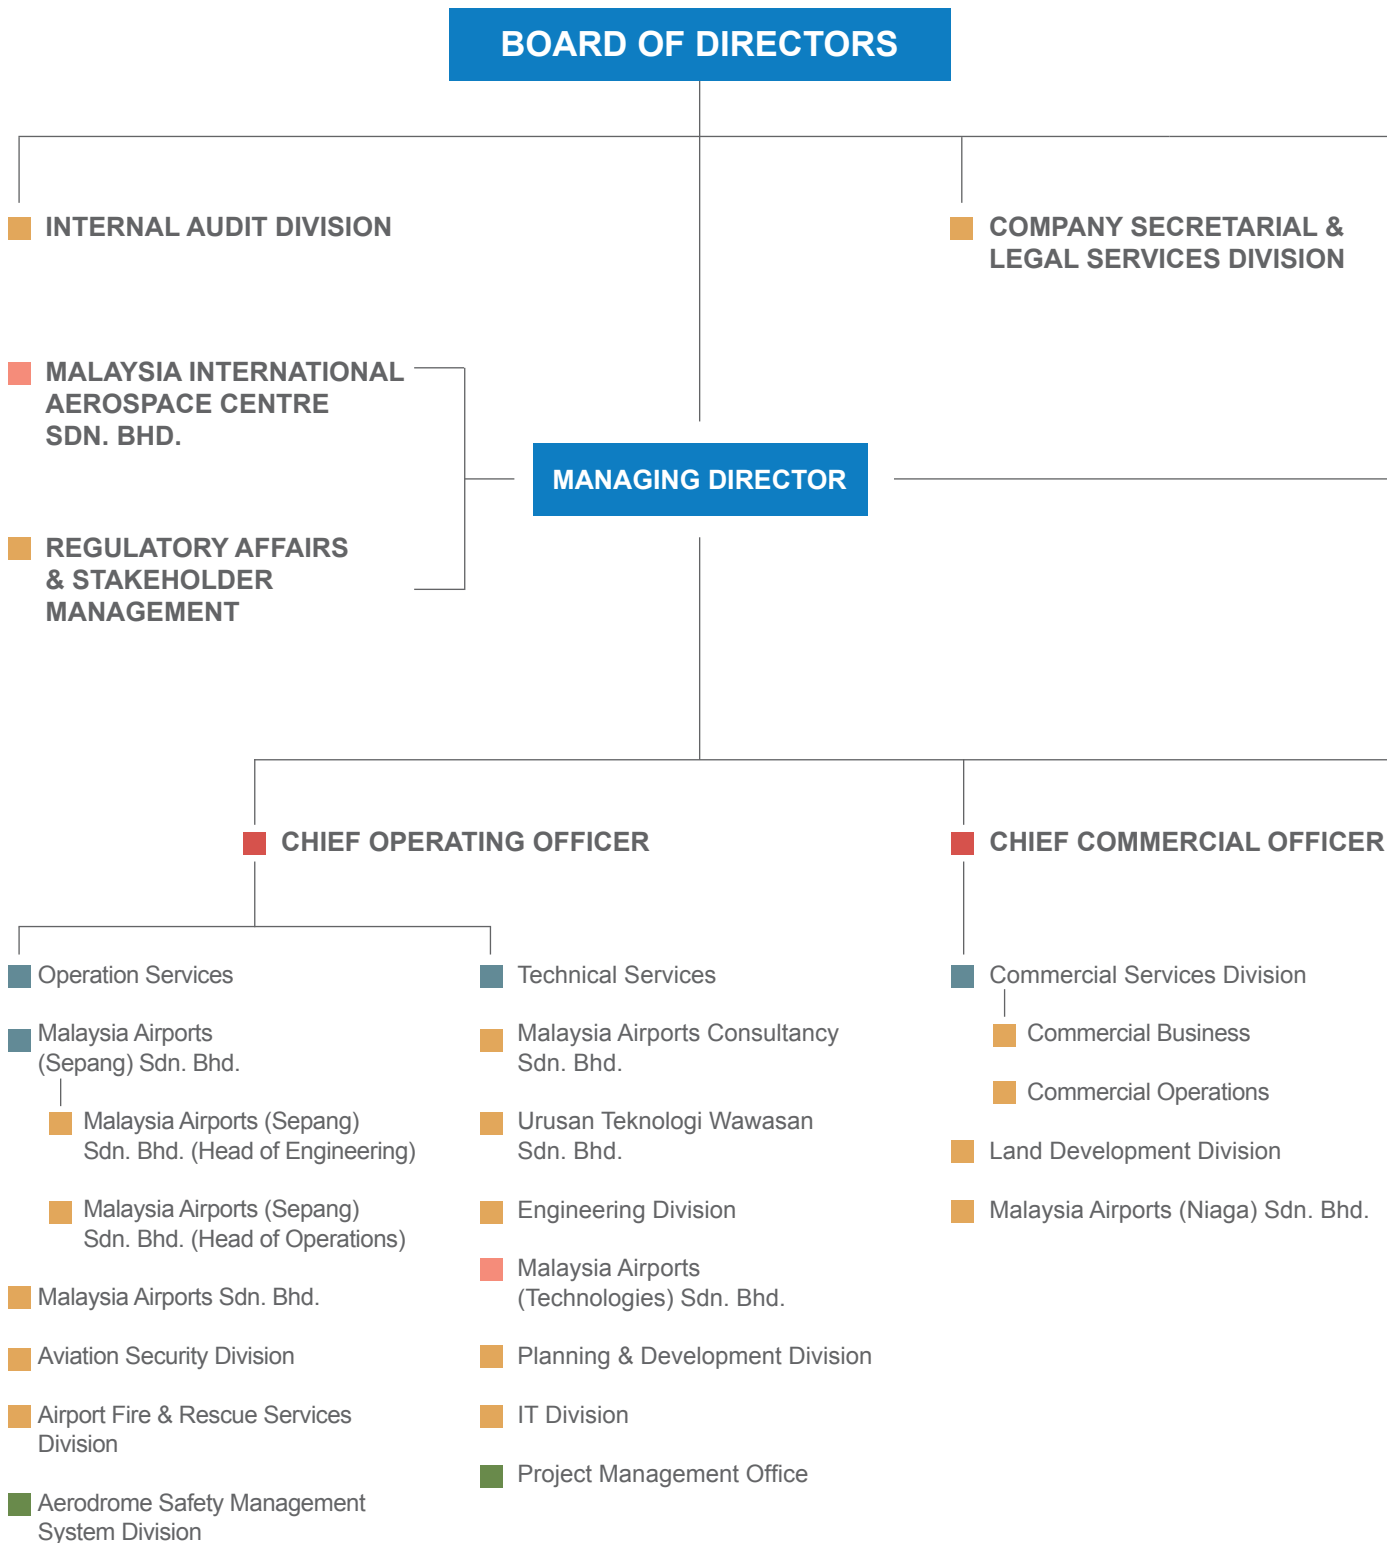 BOARD OF DIRECTORS
INTERNAL AUDIT DIVISION
COMPANY SECRETARIAL &
LEGAL SERVICES DIVISION
MALAYSIA INTERNATIONAL
AEROSPACE CENTRE
SDN. BHD.
MANAGING DIRECTOR
REGULATORY AFFAIRS
& STAKEHOLDER
MANAGEMENT
CHIEF OPERATING OFFICER
CHIEF COMMERCIAL OFFICER
Operation Services
Malaysia Airports
(Sepang) Sdn. Bhd.
Malaysia Airports (Sepang)
Sdn. Bhd. (Head of Engineering)
Malaysia Airports (Sepang)
Sdn. Bhd. (Head of Operations)
Malaysia Airports Sdn. Bhd.
Aviation Security Division
Airport Fire & Rescue Services
Division
Aerodrome Safety Management
System Division
Technical Services
Malaysia Airports Consultancy
Sdn. Bhd.
Urusan Teknologi Wawasan
Sdn. Bhd.
Engineering Division
Malaysia Airports
(Technologies) Sdn. Bhd.
Planning & Development Division
IT Division
Project Management Office
Commercial Services Division
Commercial Business
Commercial Operations
Land Development Division
Malaysia Airports (Niaga) Sdn. Bhd.